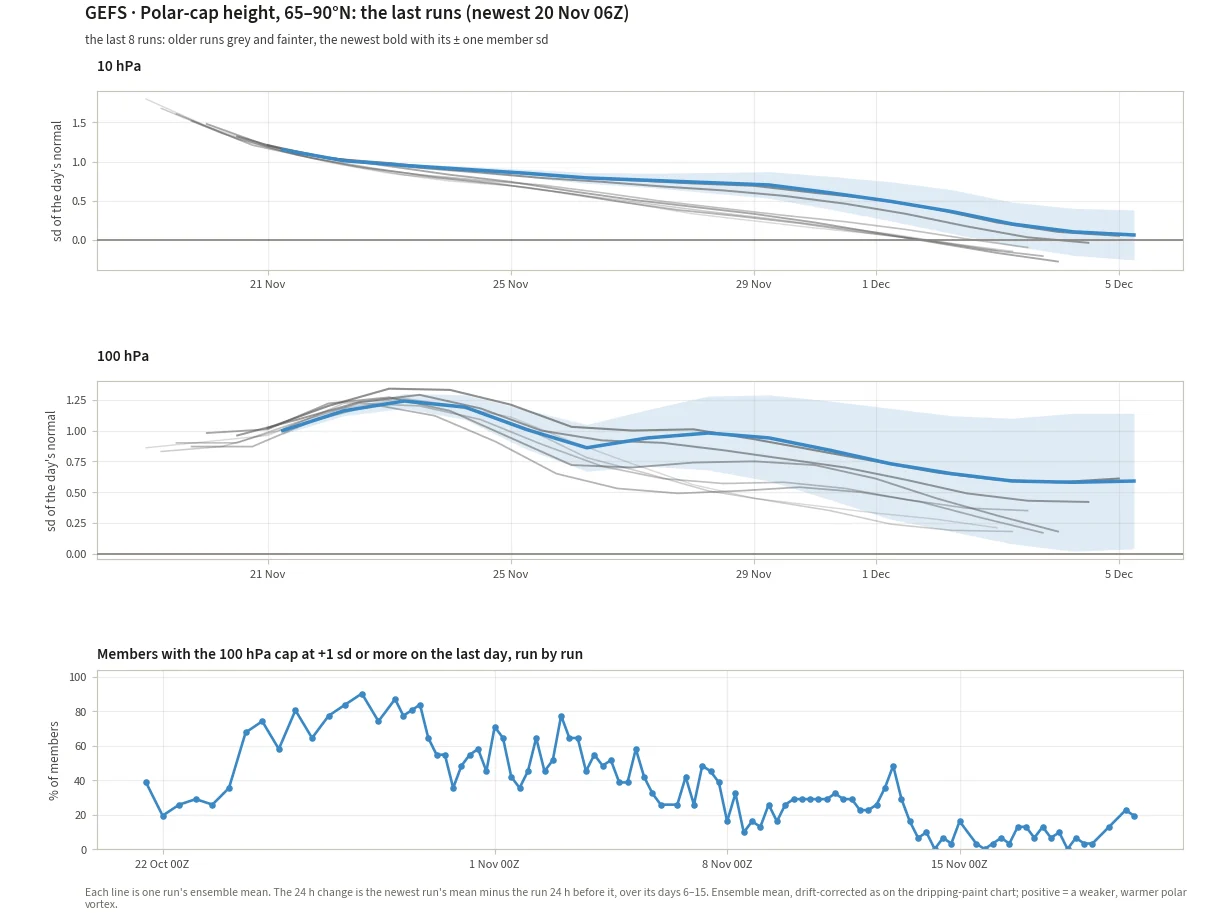 GEFS · Polar-cap height, 65–90°N: the last runs (newest 20 Nov 06Z)
the last 8 runs: older runs grey and fainter, the newest bold with its ± one member sd
10 hPa
sd of the day's normal
1.5
1.0
0.5
0.0
21 Nov
25 Nov
29 Nov
1 Dec
5 Dec
100 hPa
sd of the day's normal
1.25
1.00
0.75
0.50
0.25
0.00
21 Nov
25 Nov
29 Nov
1 Dec
5 Dec
Members with the 100 hPa cap at +1 sd or more on the last day, run by run
% of members
100
80
60
40
20
0
22 Oct 00Z
1 Nov 00Z
8 Nov 00Z
15 Nov 00Z
Each line is one run's ensemble mean. The 24 h change is the newest run's mean minus the run 24 h before it, over its days 6–15. Ensemble mean, drift-corrected as on the dripping-paint chart; positive = a weaker, warmer polar
vortex.